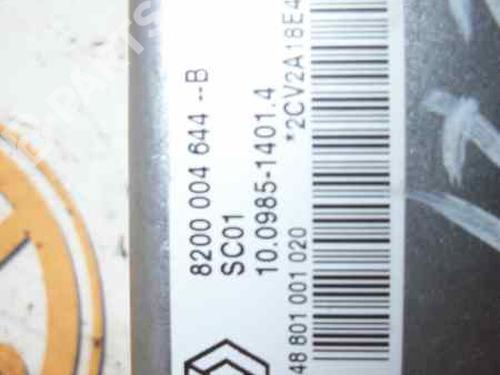 8200 004 644 --B
SC01
10.0985-1401.4
*2CV2A18E4
48 801 001 020